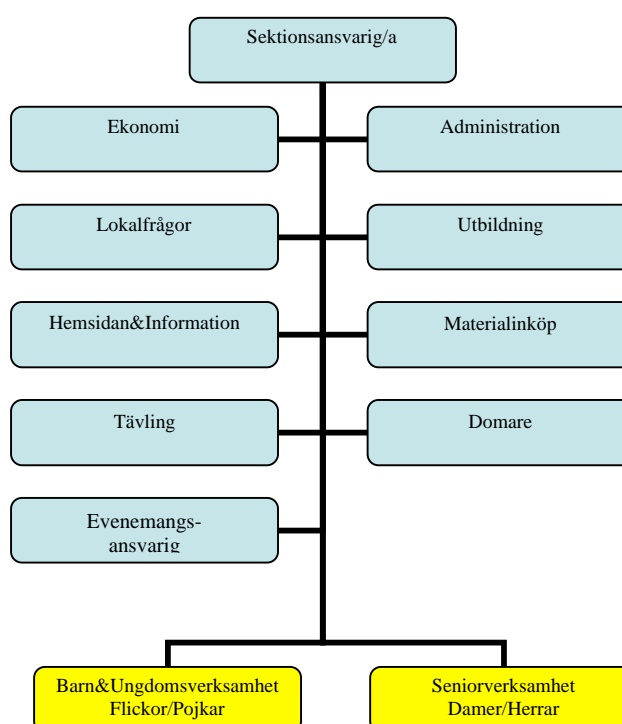 Sektionsansvarig/a
Ekonomi
Administration
Lokalfrågor
Utbildning
Hemsidan&Information
Materialinköp
Tävling
Domare
Evenemangs-
ansvarig
Barn&Ungdomsverksamhet
Flickor/Pojkar
Seniorverksamhet
Damer/Herrar